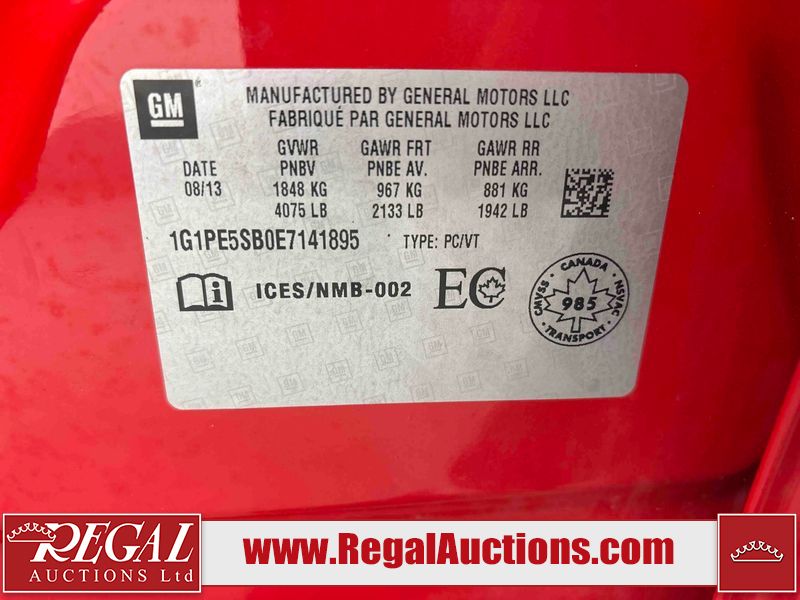 GM
MANUFACTURED BY GENERAL MOTORS LLC
FABRIQUÉ PAR GENERAL MOTORS LLC
GVWR GAWR FRT GAWR RR
DATE PNBV PNBE AV. PNBE ARR.
08/13 1848 KG 967 KG 881 KG
4075 LB 2133 LB 1942 LB
1G1PE5SB0E7141895 TYPE: PC/VT
ICES/NMB-002 EC
CANADA
CMVSS 985 NSVAC
TRANSPORT
REGAL
AUCTIONS Ltd
www.RegalAuctions.com